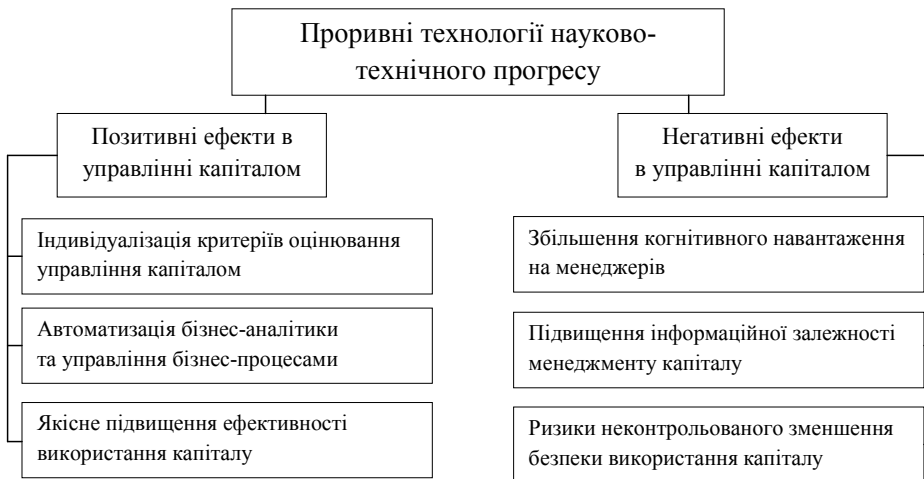 Проривні технології науково-
технічного прогресу
Позитивні ефекти в
управлінні капіталом
Індивідуалізація критеріїв оцінювання
управління капіталом
Автоматизація бізнес-аналітики
та управління бізнес-процесами
Якісне підвищення ефективності
використання капіталу
Негативні ефекти
в управлінні капіталом
Збільшення когнітивного навантаження
на менеджерів
Підвищення інформаційної залежності
менеджменту капіталу
Ризики неконтрольованого зменшення
безпеки використання капіталу